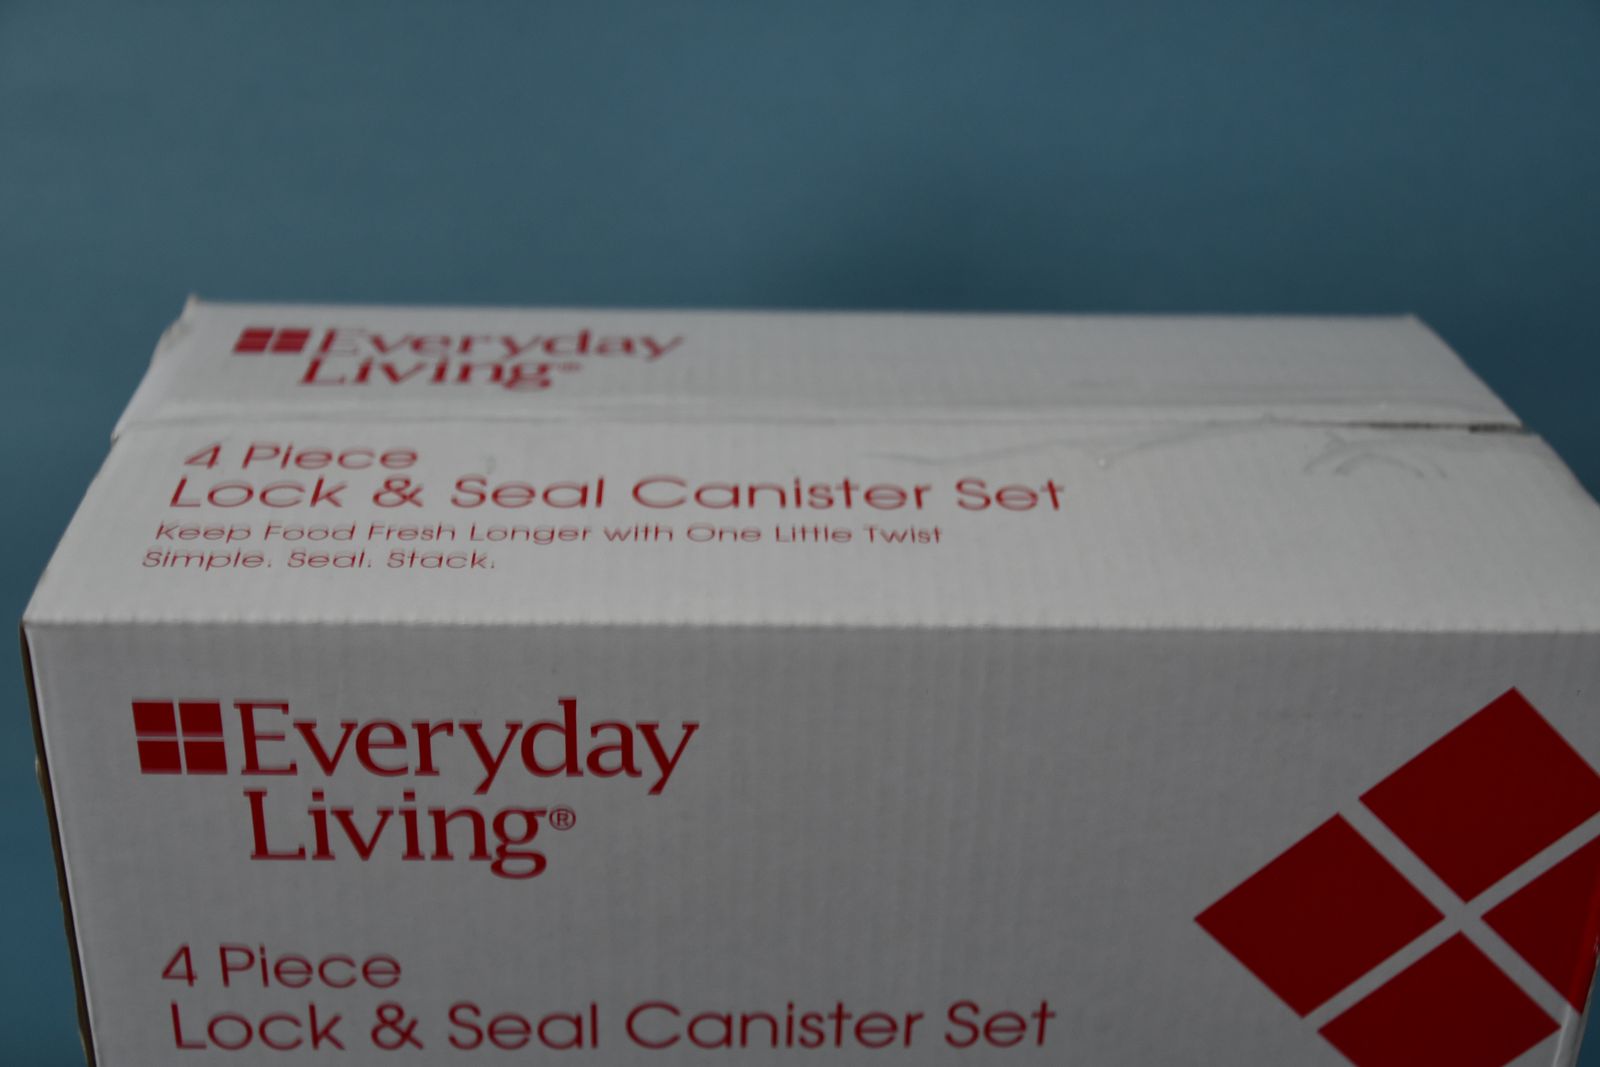 Everyday
Living®
4 Piece
Lock & Seal Canister Set
Keep Food Fresh Longer with One Little Twist
Simple. Seal. Stack.
Everyday
Living®
4 Piece
Lock & Seal Canister Set